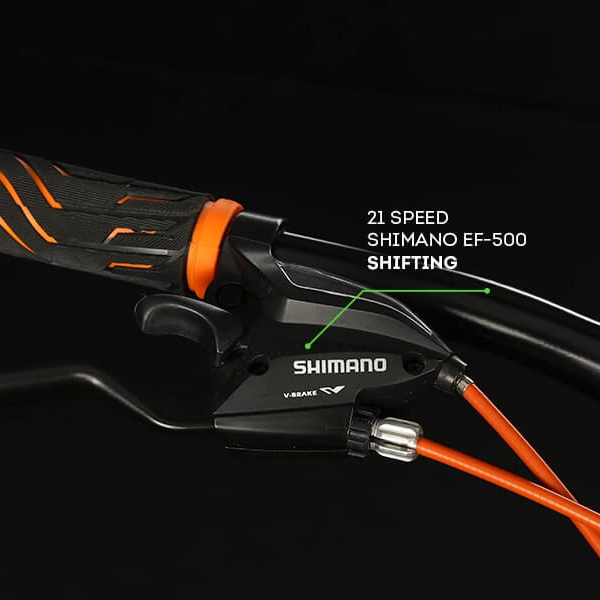 21 SPEED
SHIMANO EF-500
SHIFTING
SHIMANO
V-BRAKE